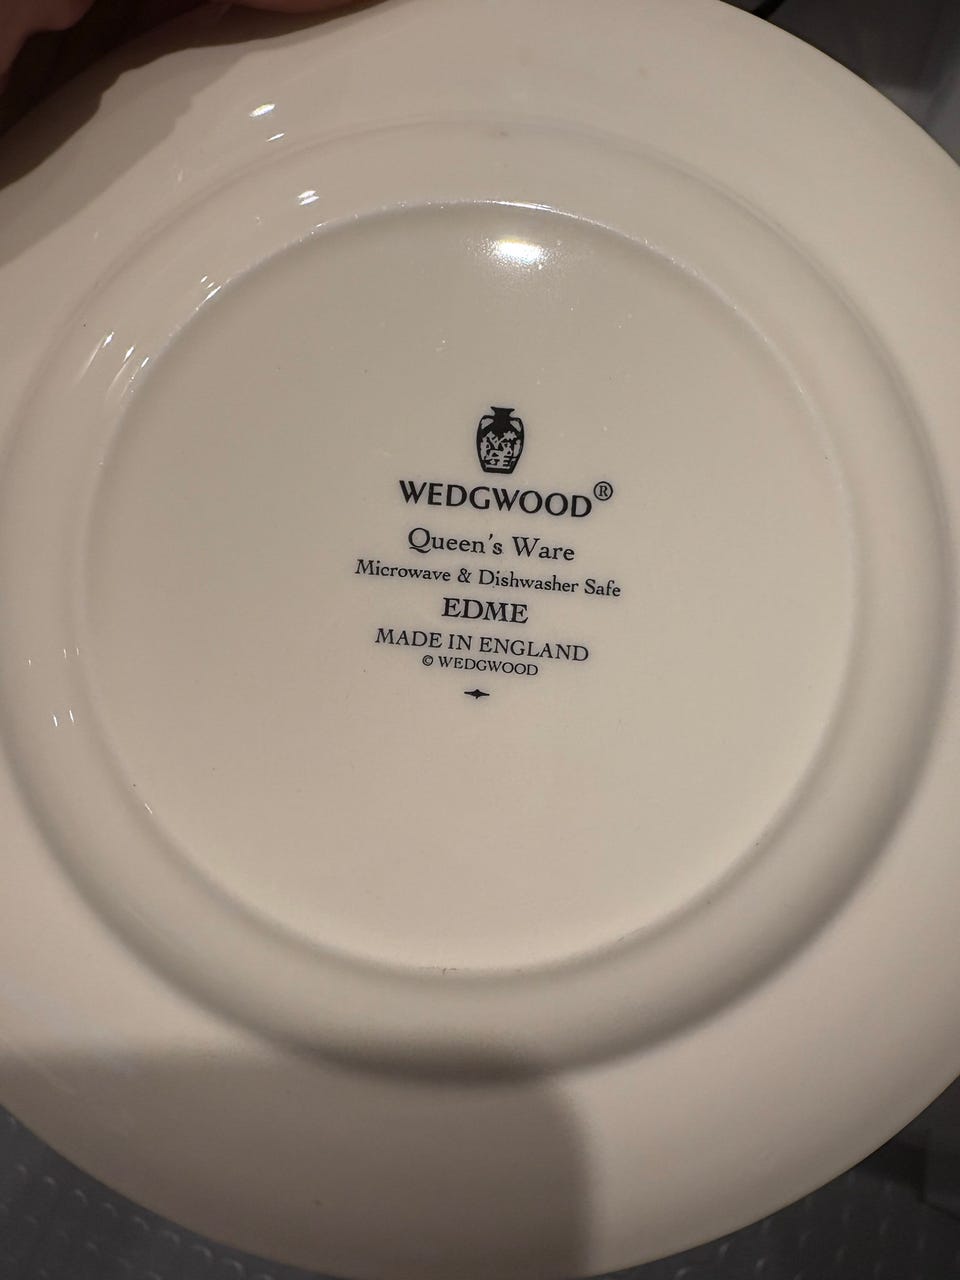 WEDGWOOD®
Queen's Ware
Microwave & Dishwasher Safe
EDME
MADE IN ENGLAND
© WEDGWOOD